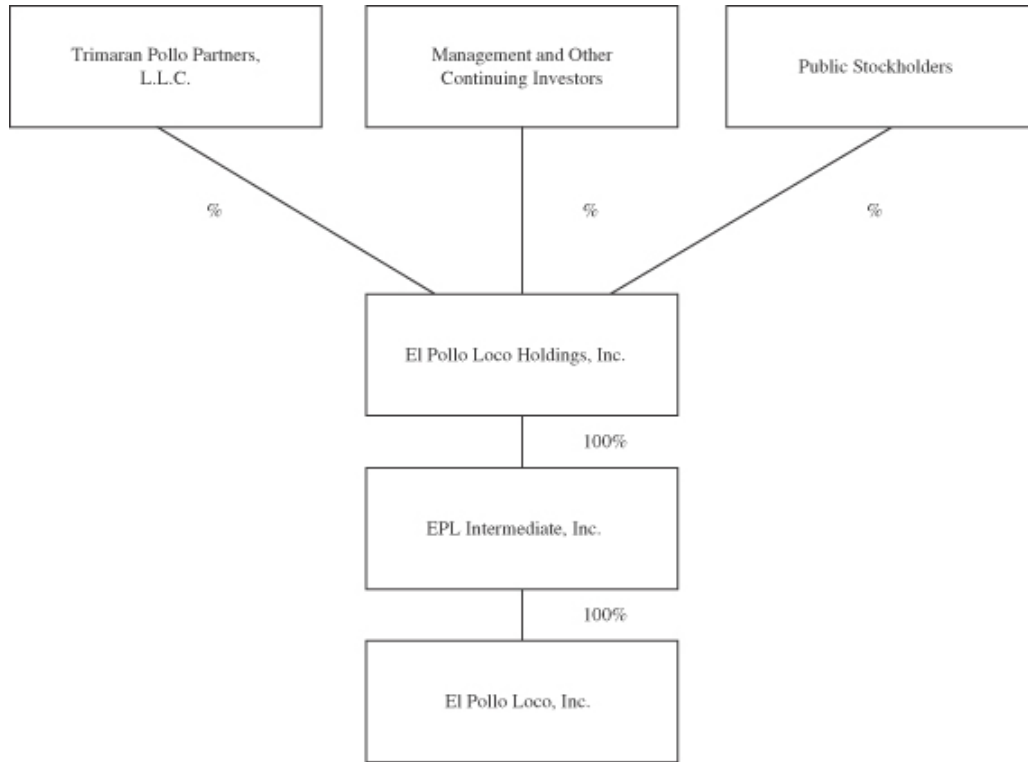 Trimaran Pollo Partners,
L.L.C.
Management and Other
Continuing Investors
Public Stockholders
%
%
%
El Pollo Loco Holdings, Inc.
100%
EPL Intermediate, Inc.
100%
El Pollo Loco, Inc.